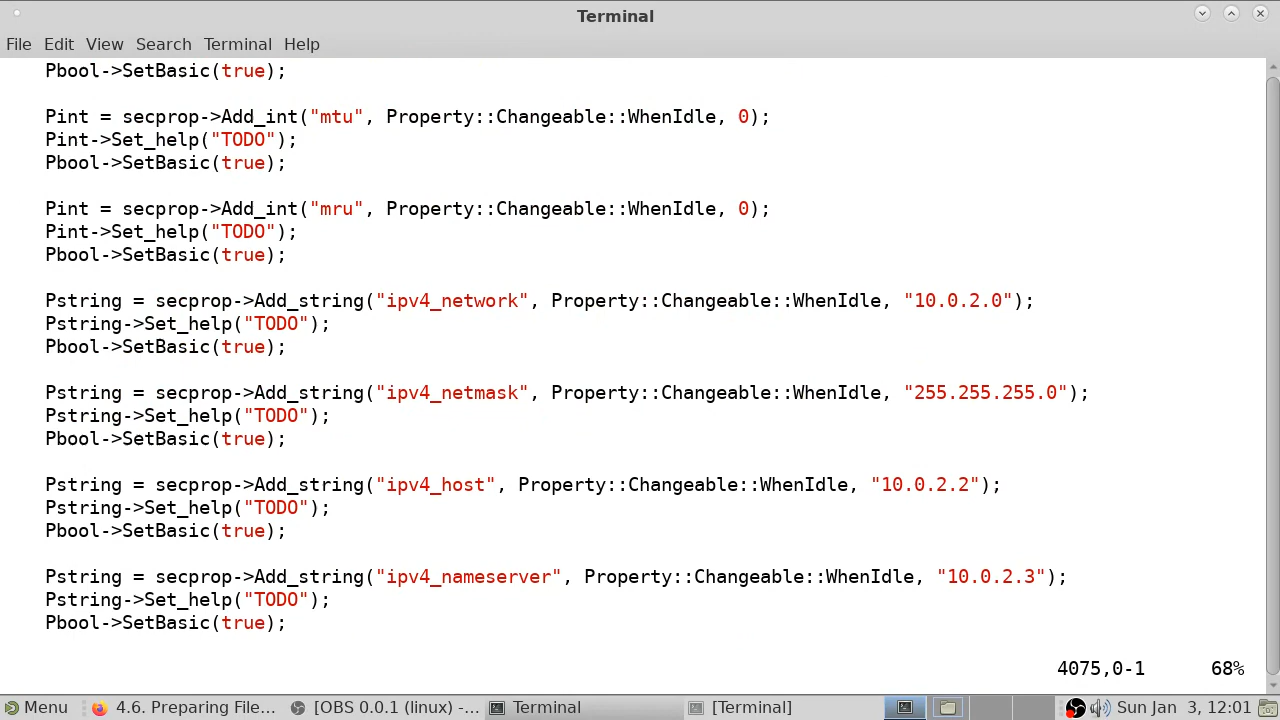 Terminal
File Edit View Search Terminal Help
Pbool->SetBasic(true);
Pint = secprop->Add_int("mtu", Property::Changeable::WhenIdle, 0);
Pint->Set_help("TODO");
Pbool->SetBasic(true);
Pint = secprop->Add_int("mru", Property::Changeable::WhenIdle, 0);
Pint->Set_help("TODO");
Pbool->SetBasic(true);
Pstring = secprop->Add_string("ipv4_network", Property::Changeable::WhenIdle, "10.0.2.0");
Pstring->Set_help("TODO");
Pbool->SetBasic(true);
Pstring = secprop->Add_string("ipv4_netmask", Property::Changeable::WhenIdle, "255.255.255.0");
Pstring->Set_help("TODO");
Pbool->SetBasic(true);
Pstring = secprop->Add_string("ipv4_host", Property::Changeable::WhenIdle, "10.0.2.2");
Pstring->Set_help("TODO");
Pbool->SetBasic(true);
Pstring = secprop->Add_string("ipv4_nameserver", Property::Changeable::WhenIdle, "10.0.2.3");
Pstring->Set_help("TODO");
Pbool->SetBasic(true);
4075,0-1 68%
Menu 4.6. Preparing File... [OBS 0.0.1 (linux) -... Terminal [Terminal] Sun Jan 3, 12:01